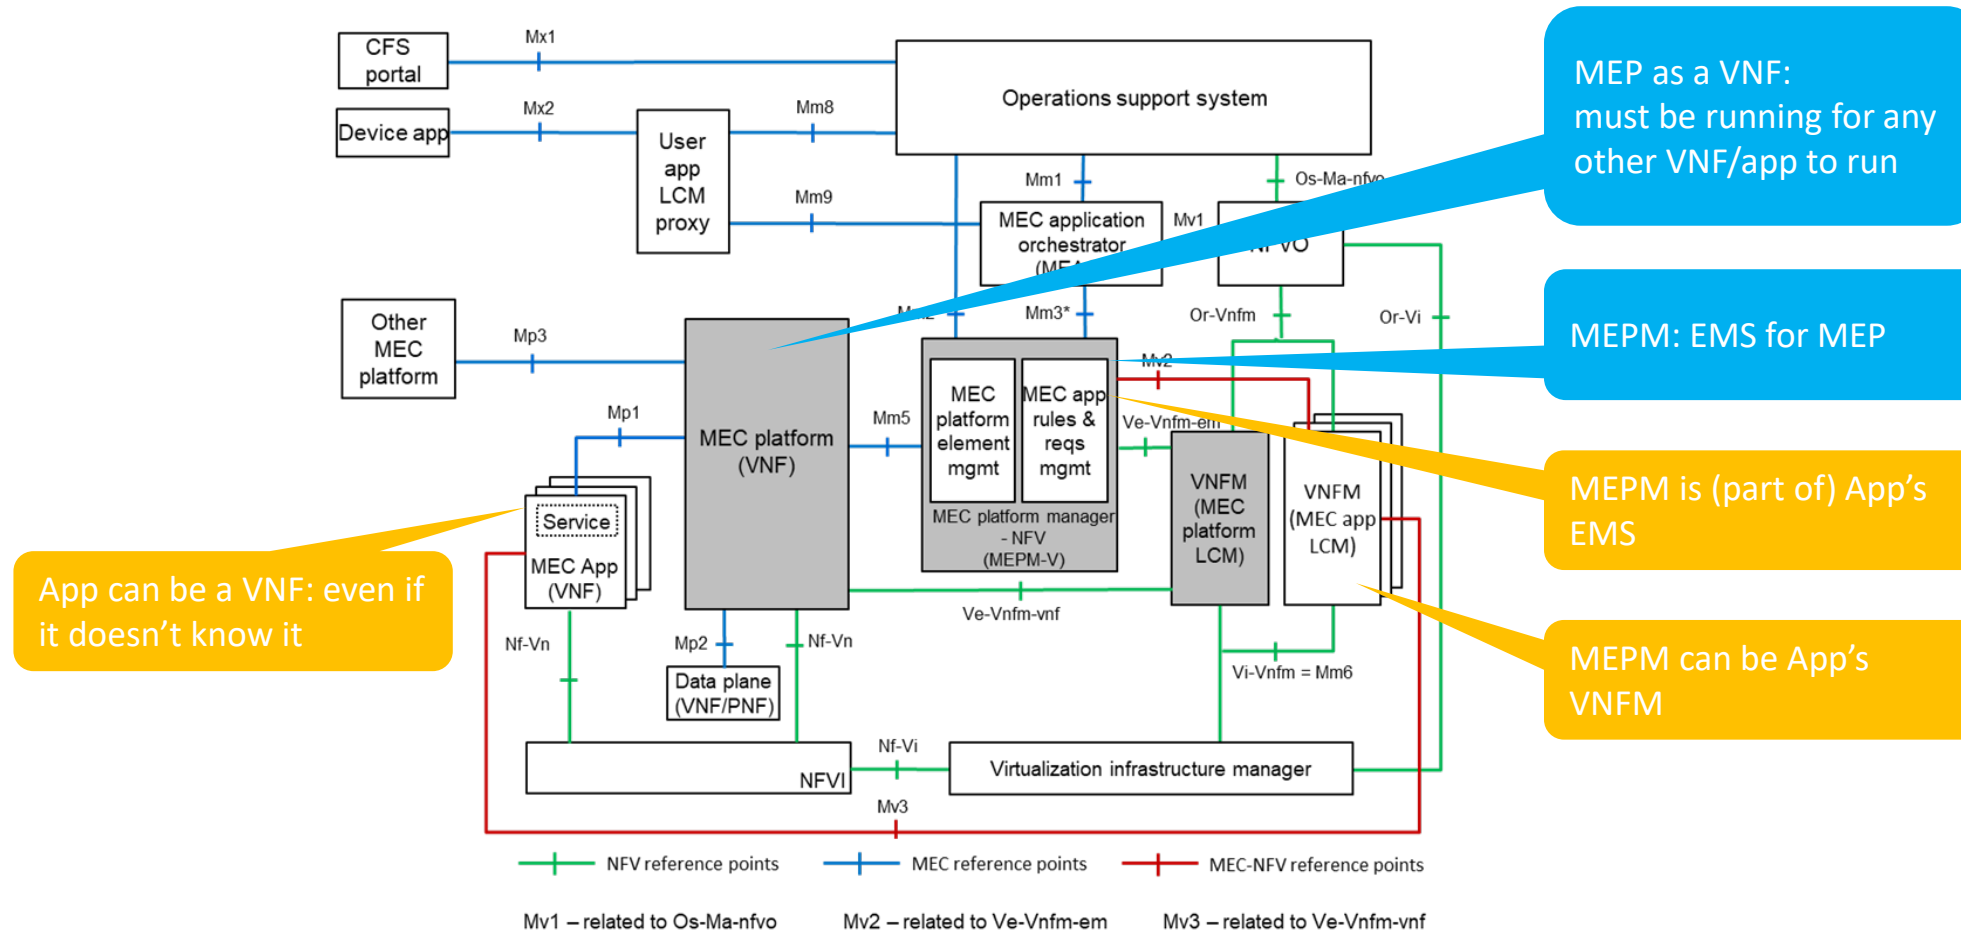 CFS
portal
Mx1
Operations support system
MEP as a VNF:
must be running for any
other VNF/app to run
Device app
Mx2
User
app
LCM
proxy
Mm8
Mm9
Mm1
Os-Ma-nfvo
MEC application
orchestrator
Mv1
Other
MEC
platform
Mp3
Mm3*
Or-Vnfm
Or-Vi
MEPM: EMS for MEP
Mv2
MEC platform
(VNF)
Mp1
Mm5
MEC
platform
element
mgmt
MEC app
rules &
reqs
mgmt
MEC platform manager
- NFV
(MEPM-V)
Ve-Vnfm-em
VNFM
(MEC
platform
LCM)
VNFM
(MEC app
LCM)
MEPM is (part of) App’s
EMS
Service
MEC App
(VNF)
App can be a VNF: even if
it doesn’t know it
Ve-Vnfm-vnf
Nf-Vn
Mp2
Nf-Vn
Data plane
(VNF/PNF)
Vi-Vnfm = Mm6
MEPM can be App’s
VNFM
NFVI
Nf-Vi
Virtualization infrastructure manager
Mv3
NFV reference points
MEC reference points
MEC-NFV reference points
Mv1 – related to Os-Ma-nfvo
Mv2 – related to Ve-Vnfm-em
Mv3 – related to Ve-Vnfm-vnf